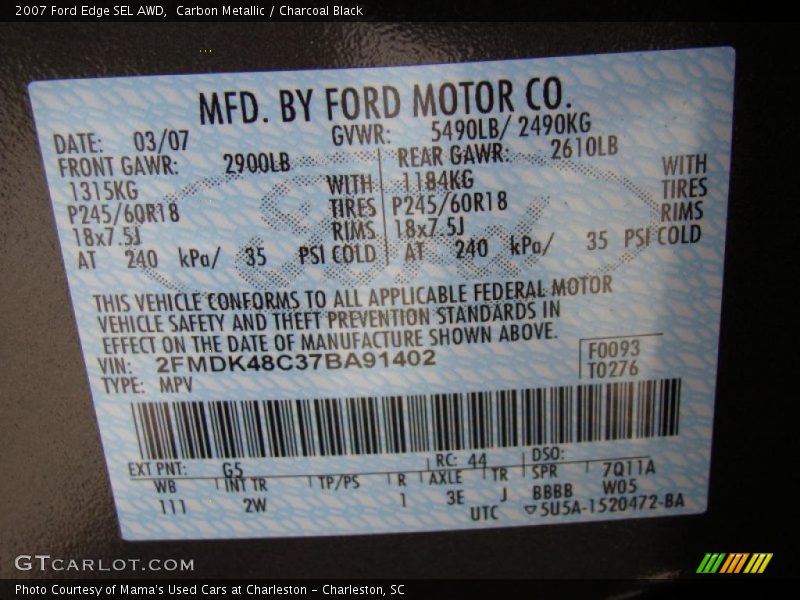 2007 Ford Edge SEL AWD,  Carbon Metallic / Charcoal Black
MFD. BY FORD MOTOR CO.
DATE: 03/07 GVWR: 5490LB/ 2490KG
FRONT GAWR: 2900LB REAR GAWR: 2610LB
1315KG WITH 1184KG WITH
P245/60R18 TIRES P245/60R18 TIRES
18x7.5J RIMS 18x7.5J RIMS
AT 240 kPa/ 35 PSI COLD AT 240 kPa/ 35 PSI COLD
THIS VEHICLE CONFORMS TO ALL APPLICABLE FEDERAL MOTOR
VEHICLE SAFETY AND THEFT PREVENTION STANDARDS IN
EFFECT ON THE DATE OF MANUFACTURE SHOWN ABOVE.
VIN: 2FMDK48C37BA91402 F0093
TYPE: MPV T0276
EXT PNT: G5 RC: 44 DSO:
WB INT TR TP/PS R AXLE TR SPR 7Q11A
111 2W 1 3E J BBBB W05
UTC ▽5U5A-1520472-BA
GTCARLOT.COM
Photo Courtesy of Mama's Used Cars at Charleston – Charleston, SC